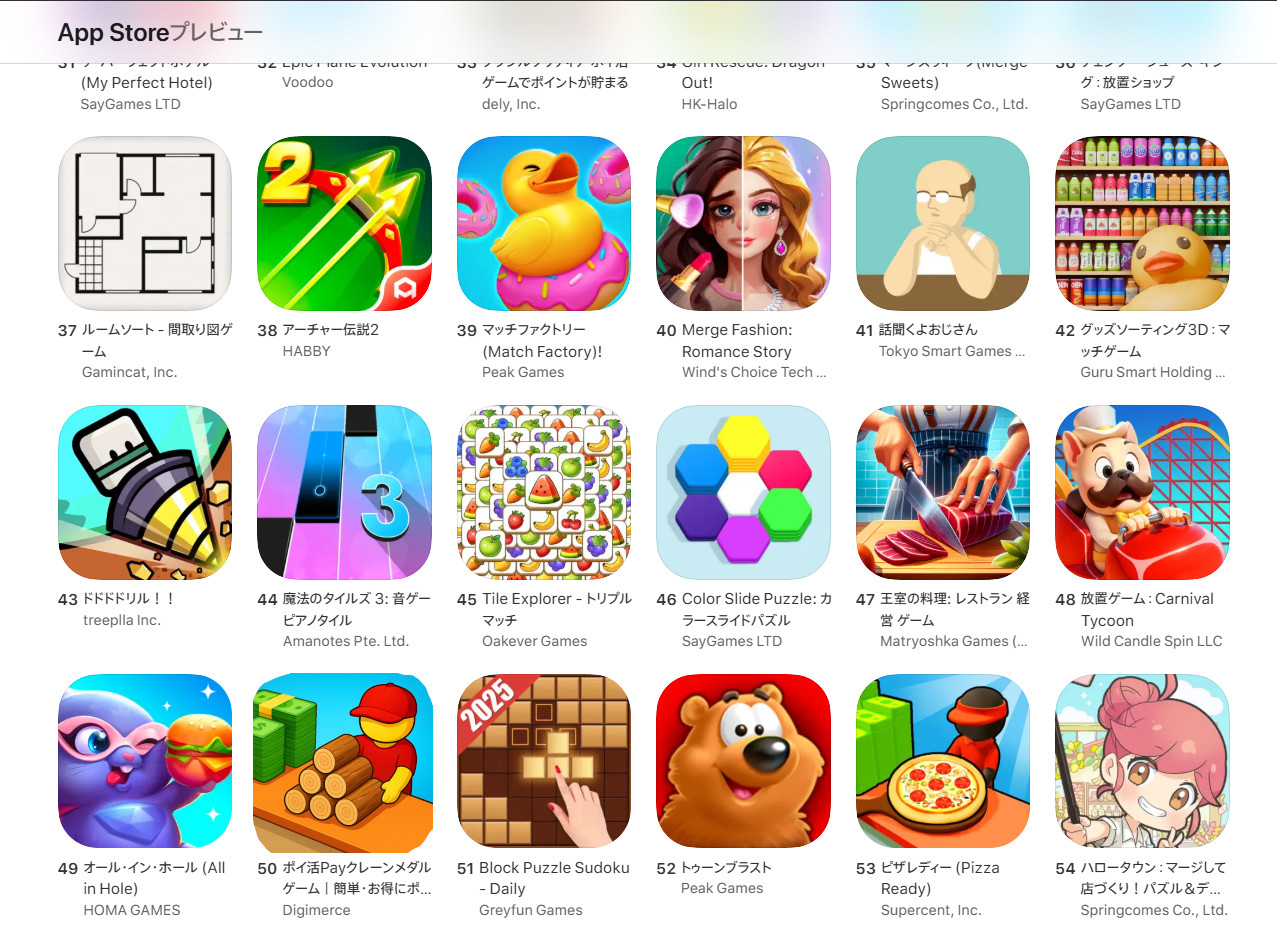 App Storeプレビュー
(My Perfect Hotel)
SayGames LTD
32 Epic Plane Evolution
Voodoo
ゲームでポイントが貯まる
dely, Inc.
34 Girl Rescue: Dragon
Out!
HK-Halo
Sweets)
Springcomes Co., Ltd.
グ : 放置ショップ
SayGames LTD
2
3
37 ルームソート - 間取り図ゲ
ーム
Gamincat, Inc.
38 アーチャー伝説2
HABBY
39 マッチファクトリー
(Match Factory)!
Peak Games
40 Merge Fashion:
Romance Story
Wind's Choice Tech ...
41 話聞くよおじさん
Tokyo Smart Games ...
42 グッズソーティング3D : マ
ッチゲーム
Guru Smart Holding ...
43 ドドドドリル！！
treeplla Inc.
44 魔法のタイルズ 3: 音ゲー
ピアノタイル
Amanotes Pte. Ltd.
45 Tile Explorer - トリプル
マッチ
Oakever Games
46 Color Slide Puzzle: カ
ラースライドパズル
SayGames LTD
47 王室の料理: レストラン 経
営 ゲーム
Matryoshka Games (...
48 放置ゲーム : Carnival
Tycoon
Wild Candle Spin LLC
2025
49 オール･イン･ホール (All
in Hole)
HOMA GAMES
50 ポイ活Payクレーンメダル
ゲーム｜簡単･お得にポ...
Digimerce
51 Block Puzzle Sudoku
- Daily
Greyfun Games
52 トゥーンブラスト
Peak Games
53 ピザレディー (Pizza
Ready)
Supercent, Inc.
54 ハロータウン : マージして
店づくり！パズル＆デ...
Springcomes Co., Ltd.